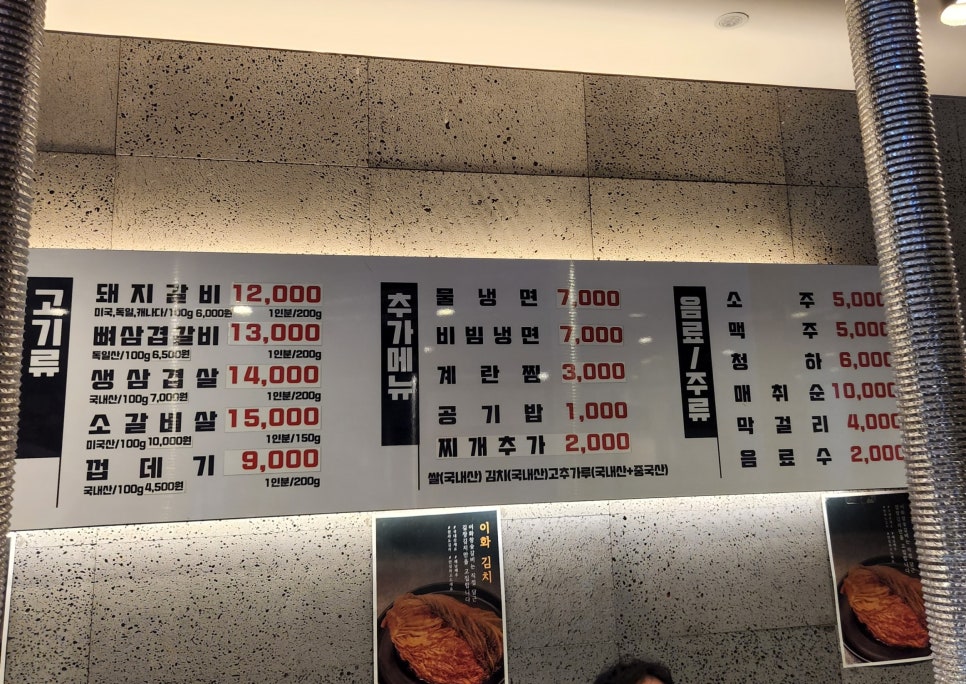 고기류
돼지갈비 12,000
미국,독일,캐나다/100g 6,000원 1인분/200g
뼈삼겹갈비 13,000
독일산/100g 6,500원 1인분/200g
생삼겹살 14,000
국내산/100g 7,000원 1인분/200g
소갈비살 15,000
미국산/100g 10,000원 1인분/150g
껍데기 9,000
국내산/100g 4,500원 1인분/200g
추가메뉴
물냉면 7,000
비빔냉면 7,000
계란찜 3,000
공기밥 1,000
찌개추가 2,000
쌀(국내산) 김치(국내산)고추가루(국내산+중국산)
음료/주류
소주 5,000
맥주 5,000
청하 6,000
매취순 10,000
막걸리 4,000
음료수 2,000
이화 김치